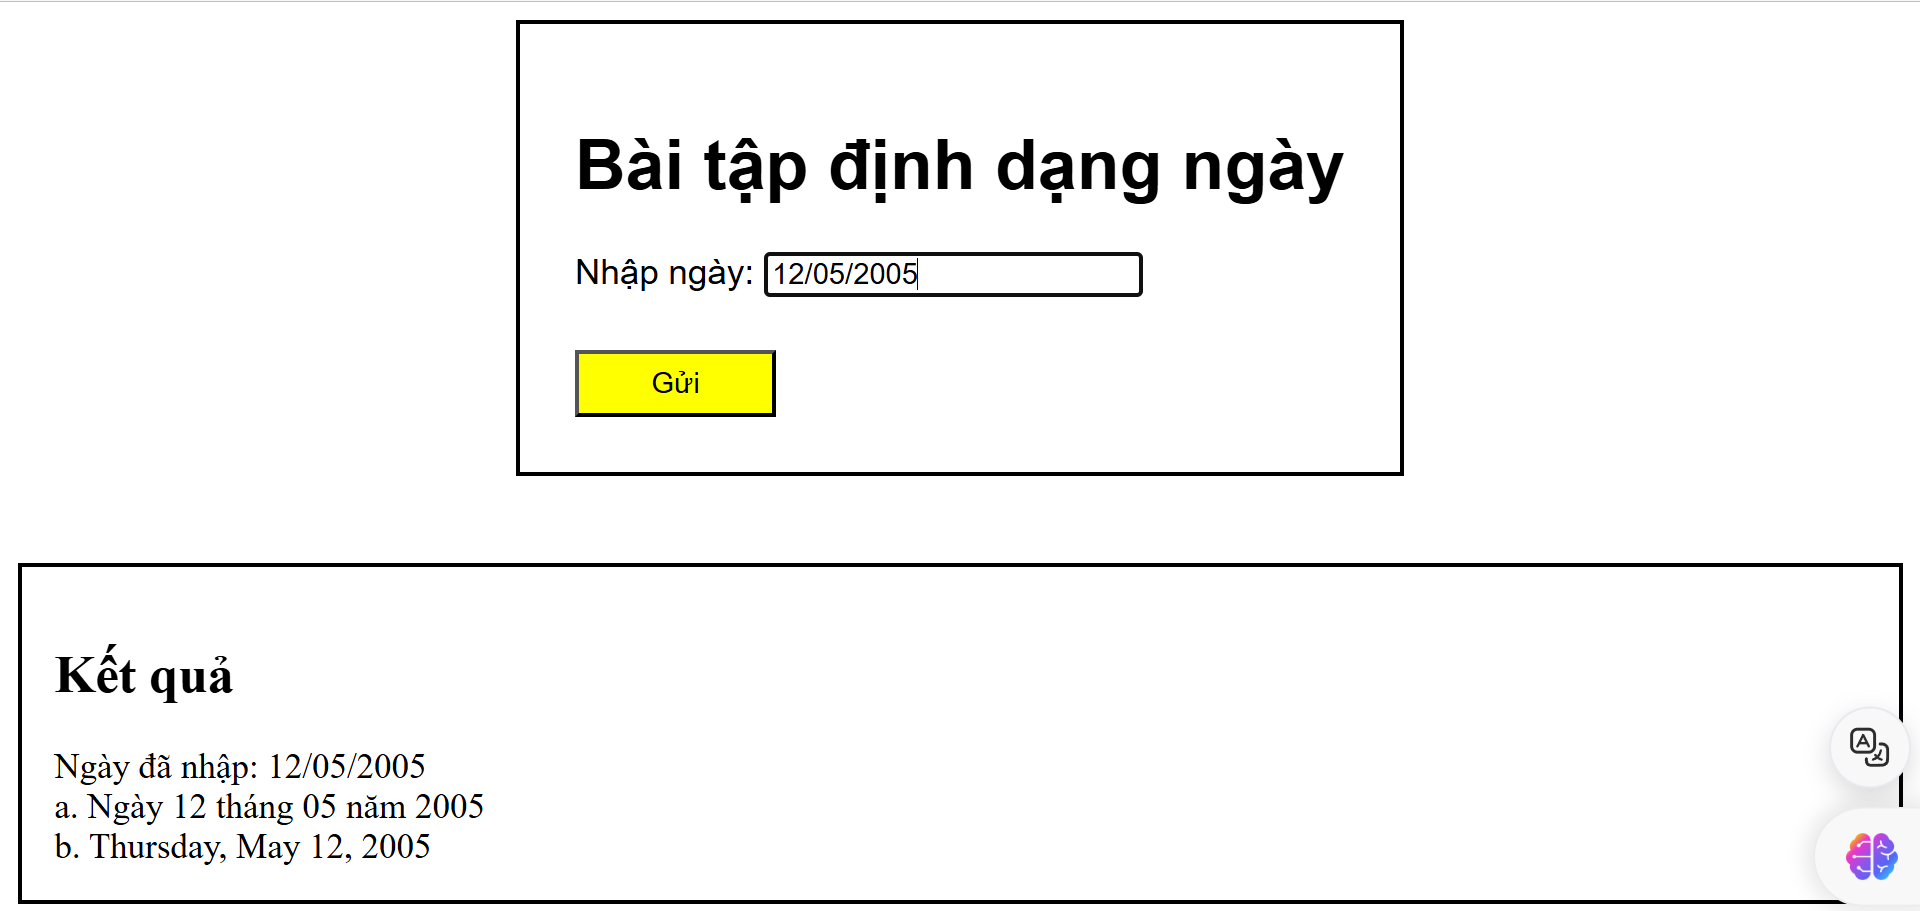 Bài tập định dạng ngày
Nhập ngày: 12/05/2005
Gửi
Kết quả
Ngày đã nhập: 12/05/2005
a. Ngày 12 tháng 05 năm 2005
b. Thursday, May 12, 2005